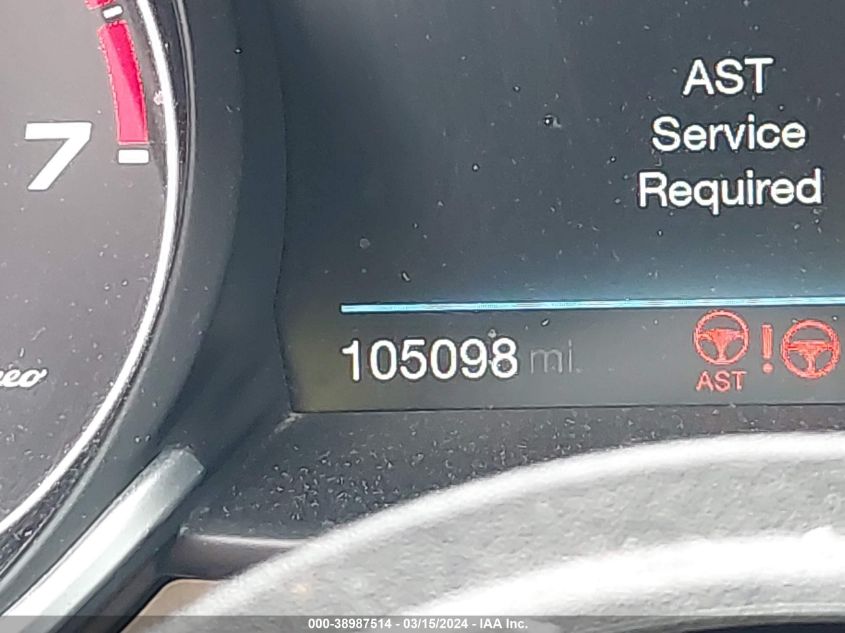 7
AST
Service
Required
105098 mi.
AST
000-38987514 - 03/15/2024 - IAA Inc.